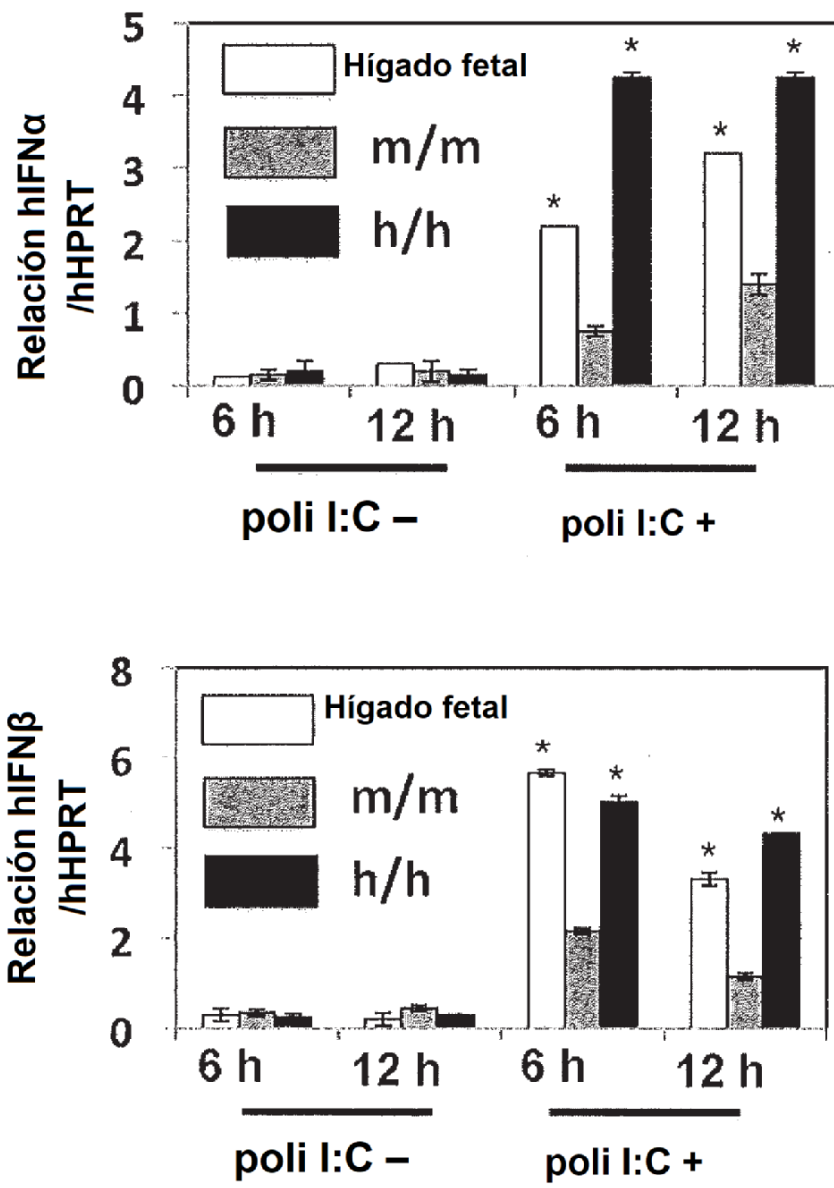 Relación hIFNα
/hHPRT
5
4
3
2
1
0
Hígado fetal
m/m
h/h
*
*
*
*
6 h
12 h
6 h
12 h
poli I:C –
poli I:C +
Relación hIFNβ
/hHPRT
8
6
4
2
0
Hígado fetal
m/m
h/h
*
*
*
*
6 h
12 h
6 h
12 h
poli I:C –
poli I:C +